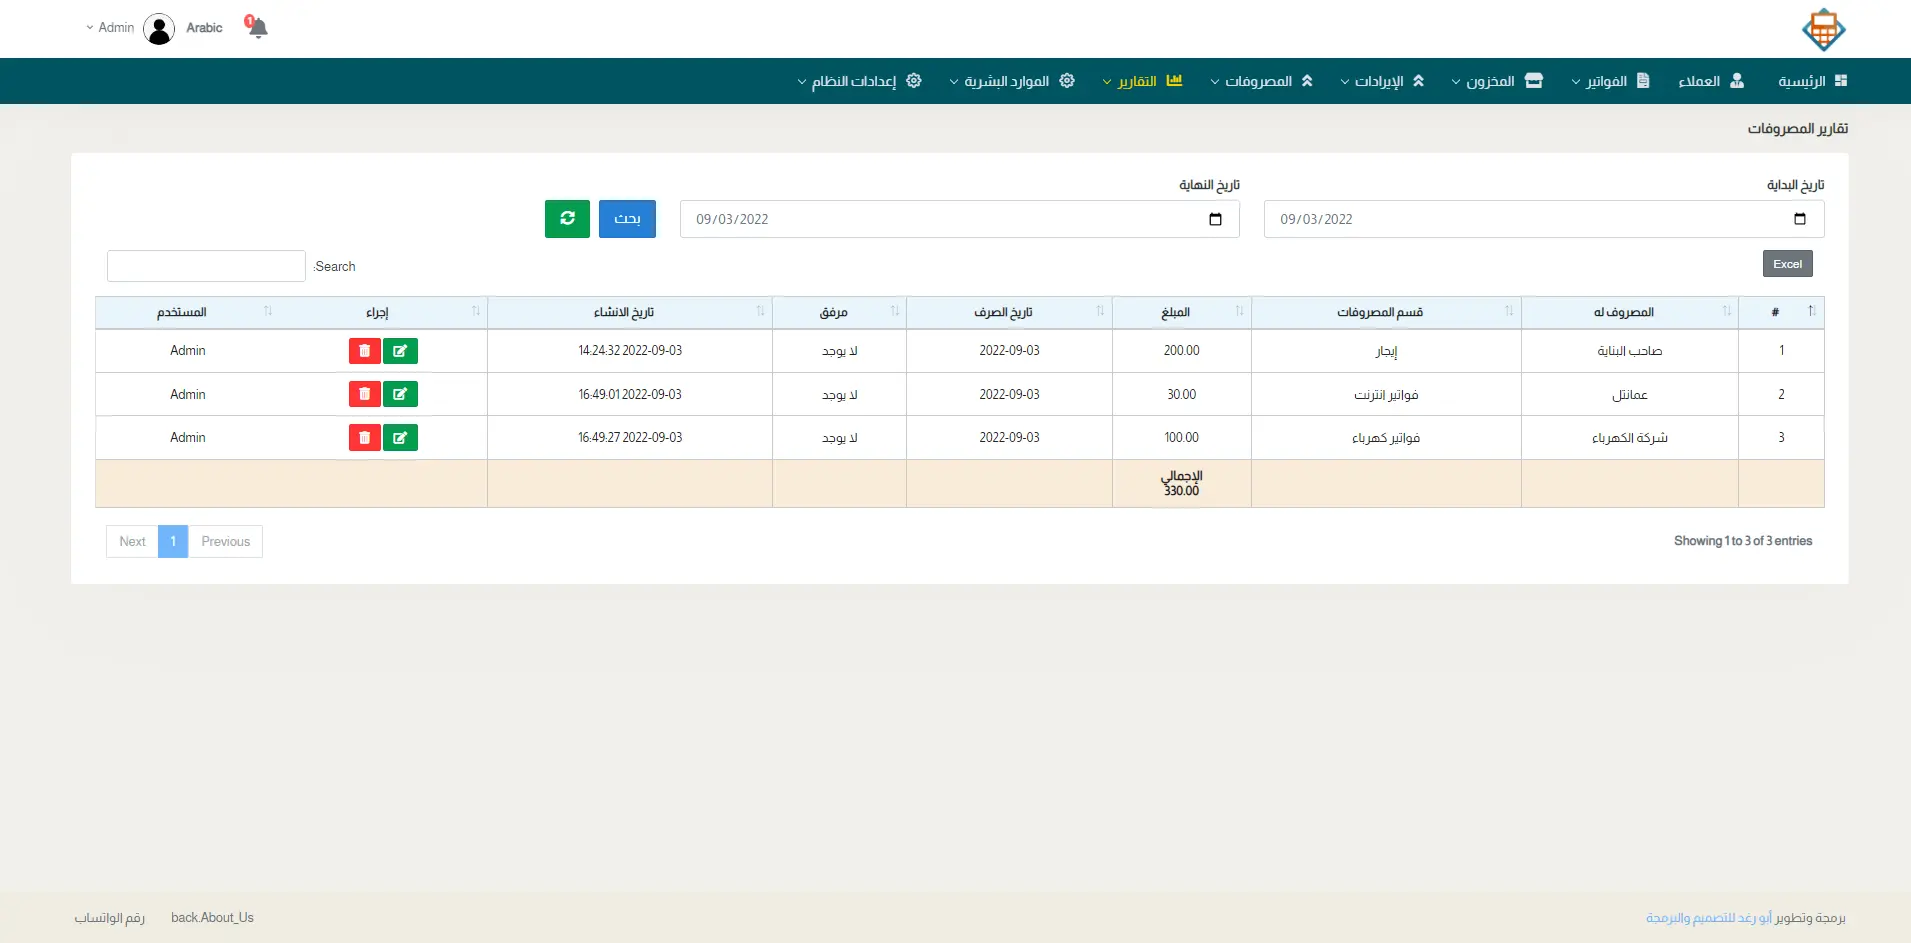 1
Arabic
Admin
الرئيسية
العملاء
الفواتير
المخزون
الإيرادات
المصروفات
التقارير
الموارد البشرية
إعدادات النظام
تقارير المصروفات
تاريخ البداية
تاريخ النهاية
09/03/2022
09/03/2022
بحث
Excel
Search:
# المصروف له قسم المصروفات المبلغ تاريخ الصرف مرفق تاريخ الانشاء إجراء المستخدم
1 صاحب البناية إيجار 200.00 2022-09-03 لا يوجد 2022-09-03 14:24:32 Admin
2 عمانتل فواتير انترنت 30.00 2022-09-03 لا يوجد 2022-09-03 16:49:01 Admin
3 شركة الكهرباء فواتير كهرباء 100.00 2022-09-03 لا يوجد 2022-09-03 16:49:27 Admin
الإجمالي
330.00
Showing 1 to 3 of 3 entries
Previous 1 Next
برمجة وتطوير أبو رغد للتصميم والبرمجة
back.About_Us
رقم الواتساب